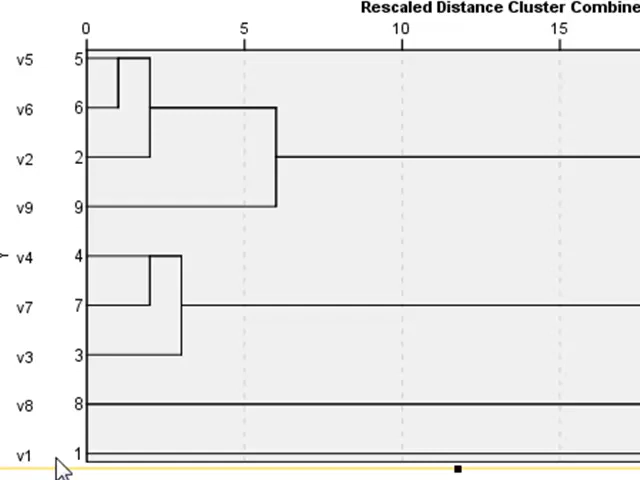 Rescaled Distance Cluster Combine
0 5 10 15
v5 5
v6 6
v2 2
v9 9
v4 4
Y
v7 7
v3 3
v8 8
v1 1